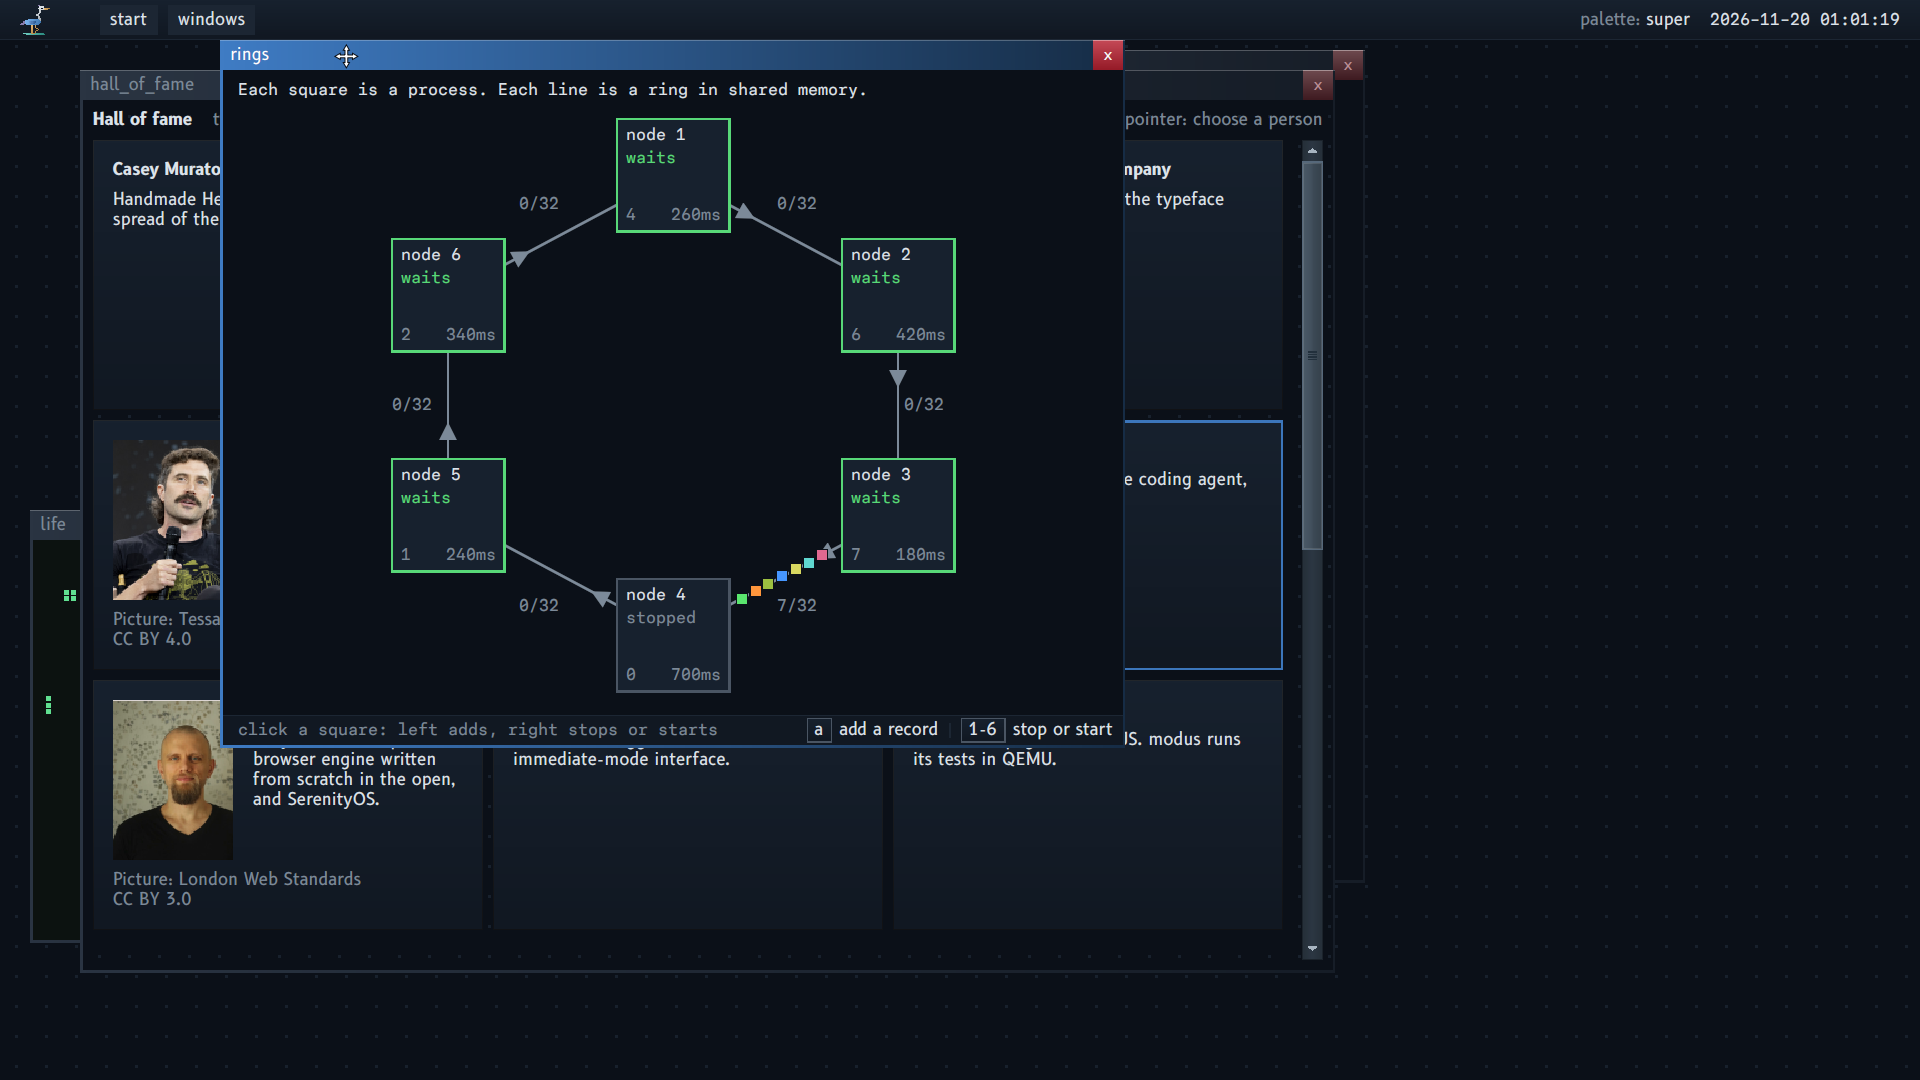 start windows palette: super 2026-11-20 01:01:19
rings x
x
hall_of_fame x
Each square is a process. Each line is a ring in shared memory.
Hall of fame pointer: choose a person
node 1
waits
4 260ms
0/32
0/32
node 6
waits
2 340ms
node 2
waits
6 420ms
0/32
0/32
node 5
waits
1 240ms
node 3
waits
7 180ms
node 4
stopped
0 700ms
0/32
7/32
click a square: left adds, right stops or starts a add a record 1-6 stop or start
Casey
Handmade
spread of the
the typeface
coding agent,
life
Picture:
CC BY 4.0
browser engine written
from scratch in the open,
and SerenityOS.
Picture: London Web Standards
CC BY 3.0
immediate-mode interface.
modus runs
its tests in QEMU.